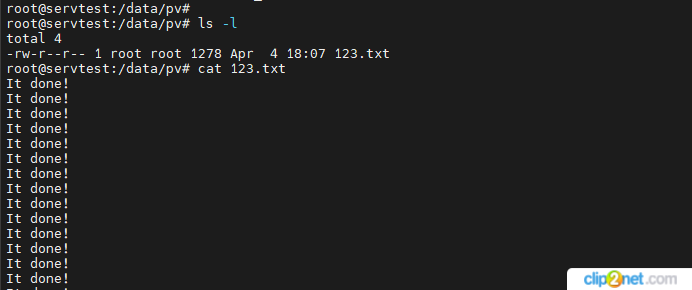 root@servtest:/data/pv#
root@servtest:/data/pv# ls -l
total 4
-rw-r--r-- 1 root root 1278 Apr  4 18:07 123.txt
root@servtest:/data/pv# cat 123.txt
It done!
It done!
It done!
It done!
It done!
It done!
It done!
It done!
It done!
It done!
It done!
It done!
It done!
It done!
clip2net.com